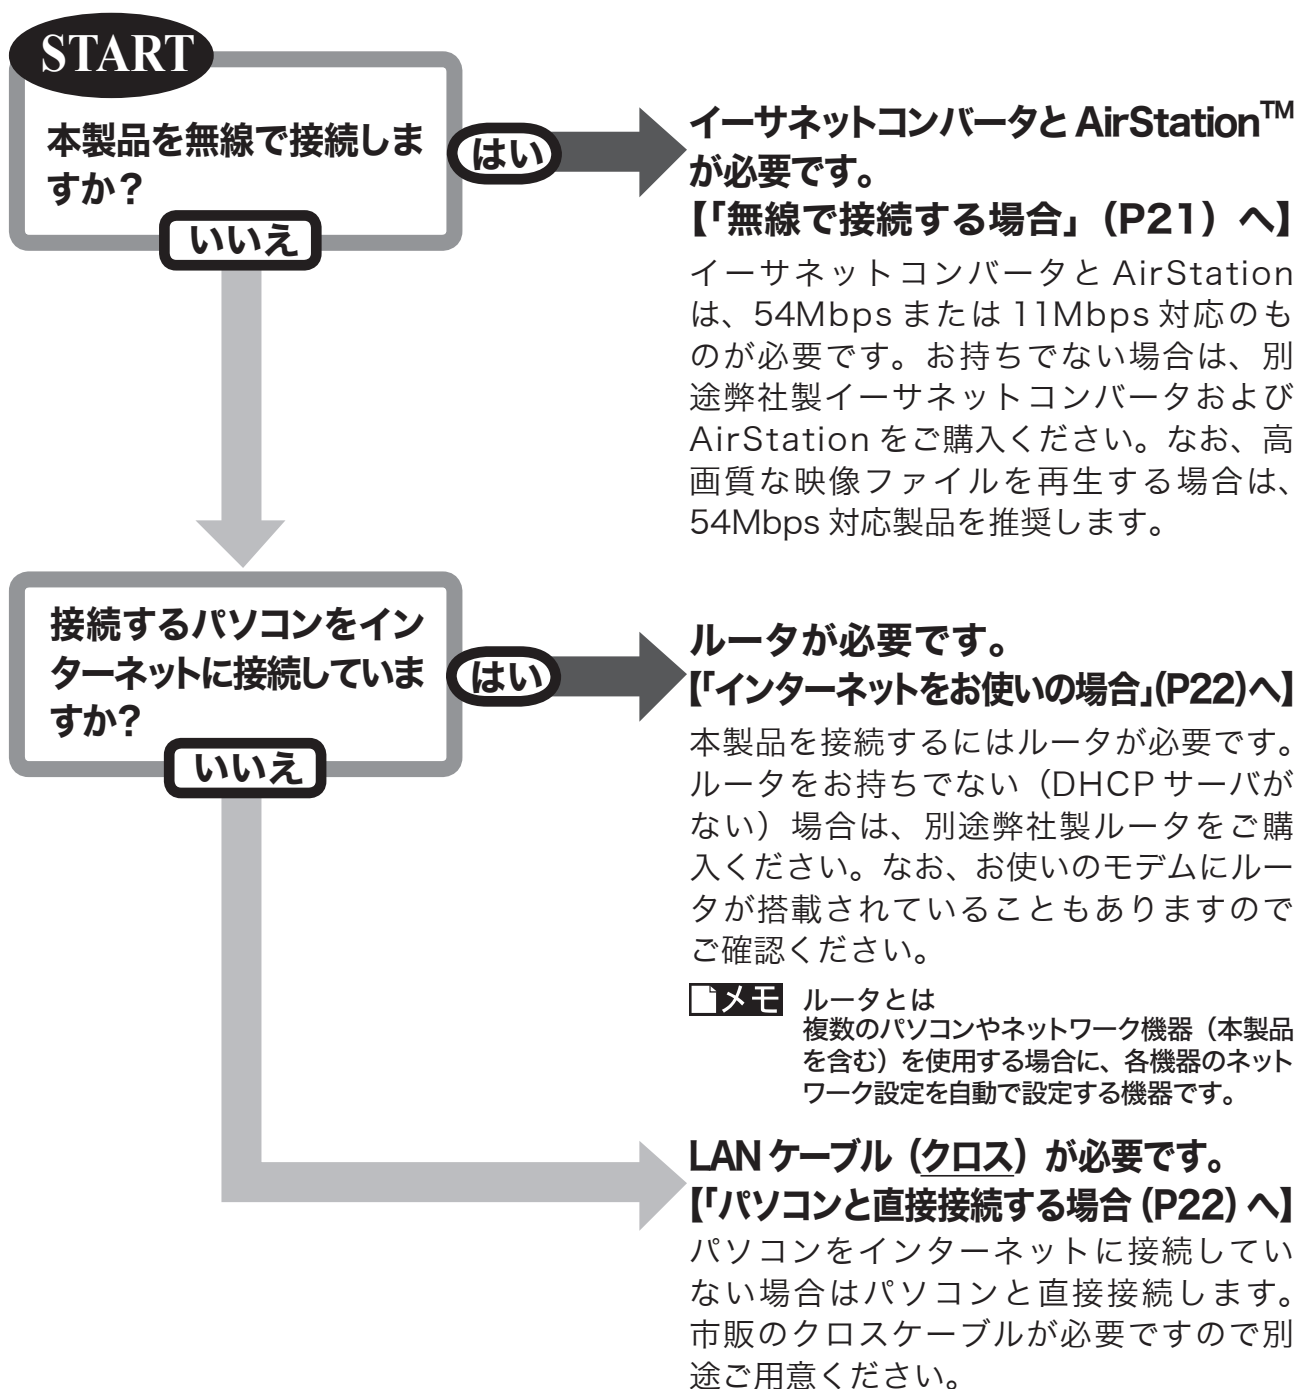 START
本製品を無線で接続しま
すか？
はい
いいえ
イーサネットコンバータと AirStation™
が必要です。
【「無線で接続する場合」（P21）へ】
イーサネットコンバータと AirStation
は、54Mbps または 11Mbps 対応のも
のが必要です。お持ちでない場合は、別
途弊社製イーサネットコンバータおよび
AirStation をご購入ください。なお、高
画質な映像ファイルを再生する場合は、
54Mbps 対応製品を推奨します。
接続するパソコンをイン
ターネットに接続していま
すか？
はい
いいえ
ルータが必要です。
【「インターネットをお使いの場合」(P22)へ】
本製品を接続するにはルータが必要です。
ルータをお持ちでない（DHCP サーバが
ない）場合は、別途弊社製ルータをご購
入ください。なお、お使いのモデムにルー
タが搭載されていることもありますので
ご確認ください。
メモ ルータとは
複数のパソコンやネットワーク機器（本製品
を含む）を使用する場合に、各機器のネット
ワーク設定を自動で設定する機器です。
LAN ケーブル（クロス）が必要です。
【「パソコンと直接接続する場合 (P22) へ】
パソコンをインターネットに接続してい
ない場合はパソコンと直接接続します。
市販のクロスケーブルが必要ですので別
途ご用意ください。